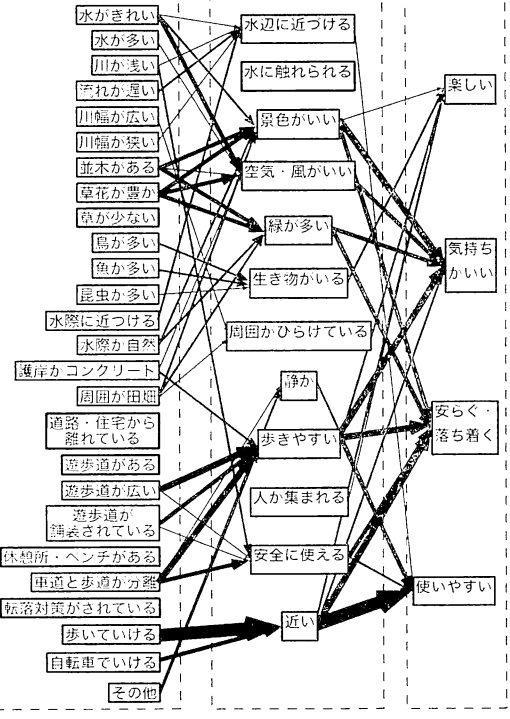 水がきれい
水が多い
川が浅い
流れが遅い
川幅が広い
川幅が狭い
並木がある
草花が豊か
草が少ない
鳥が多い
魚が多い
昆虫が多い
水際に近づける
水際が自然
護岸がコンクリート
周囲が田畑
道路・住宅から
離れている
遊歩道がある
遊歩道が広い
遊歩道が
舗装されている
休憩所・ベンチがある
車道と歩道が分離
転落対策がされている
歩いていける
自転車でいける
その他
水辺に近づける
水に触れられる
景色がいい
空気・風がいい
緑が多い
生き物がいる
周囲がひらけている
静か
歩きやすい
人が集まれる
安全に使える
近い
楽しい
気持ち
がいい
安らぐ・
落ち着く
使いやすい